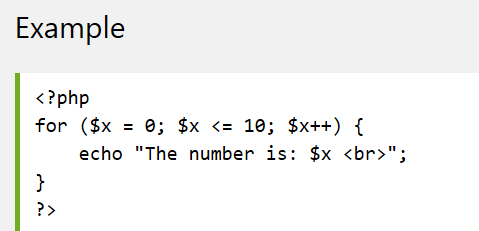 Example
<?php
for ($x = 0; $x <= 10; $x++) {
    echo "The number is: $x <br>";
}
?>